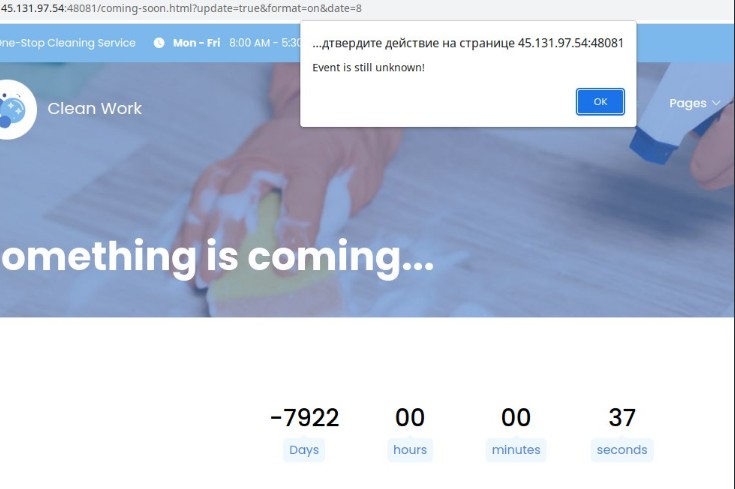 45.131.97.54:48081/coming-soon.html?update=true&format=on&date=8
One-Stop Cleaning Service Mon - Fri 8:00 AM - 5:30
...дтвердите действие на странице 45.131.97.54:48081
Event is still unknown!
OK
Clean Work
Pages
omething is coming...
-7922 00 00 37
Days hours minutes seconds